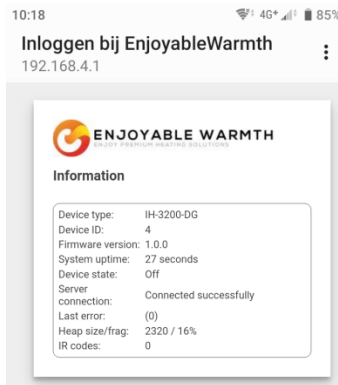 10:18 4G+ 85%
Inloggen bij EnjoyableWarmth
192.168.4.1
ENJOYABLE WARMTH
ENJOY PREMIUM HEATING SOLUTIONS
Information
Device type: IH-3200-DG
Device ID: 4
Firmware version: 1.0.0
System uptime: 27 seconds
Device state: Off
Server
connection: Connected successfully
Last error: (0)
Heap size/frag: 2320 / 16%
IR codes: 0